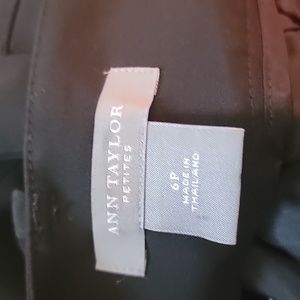 ANN TAYLOR
PETITES
6P
MADE IN
THAILAND